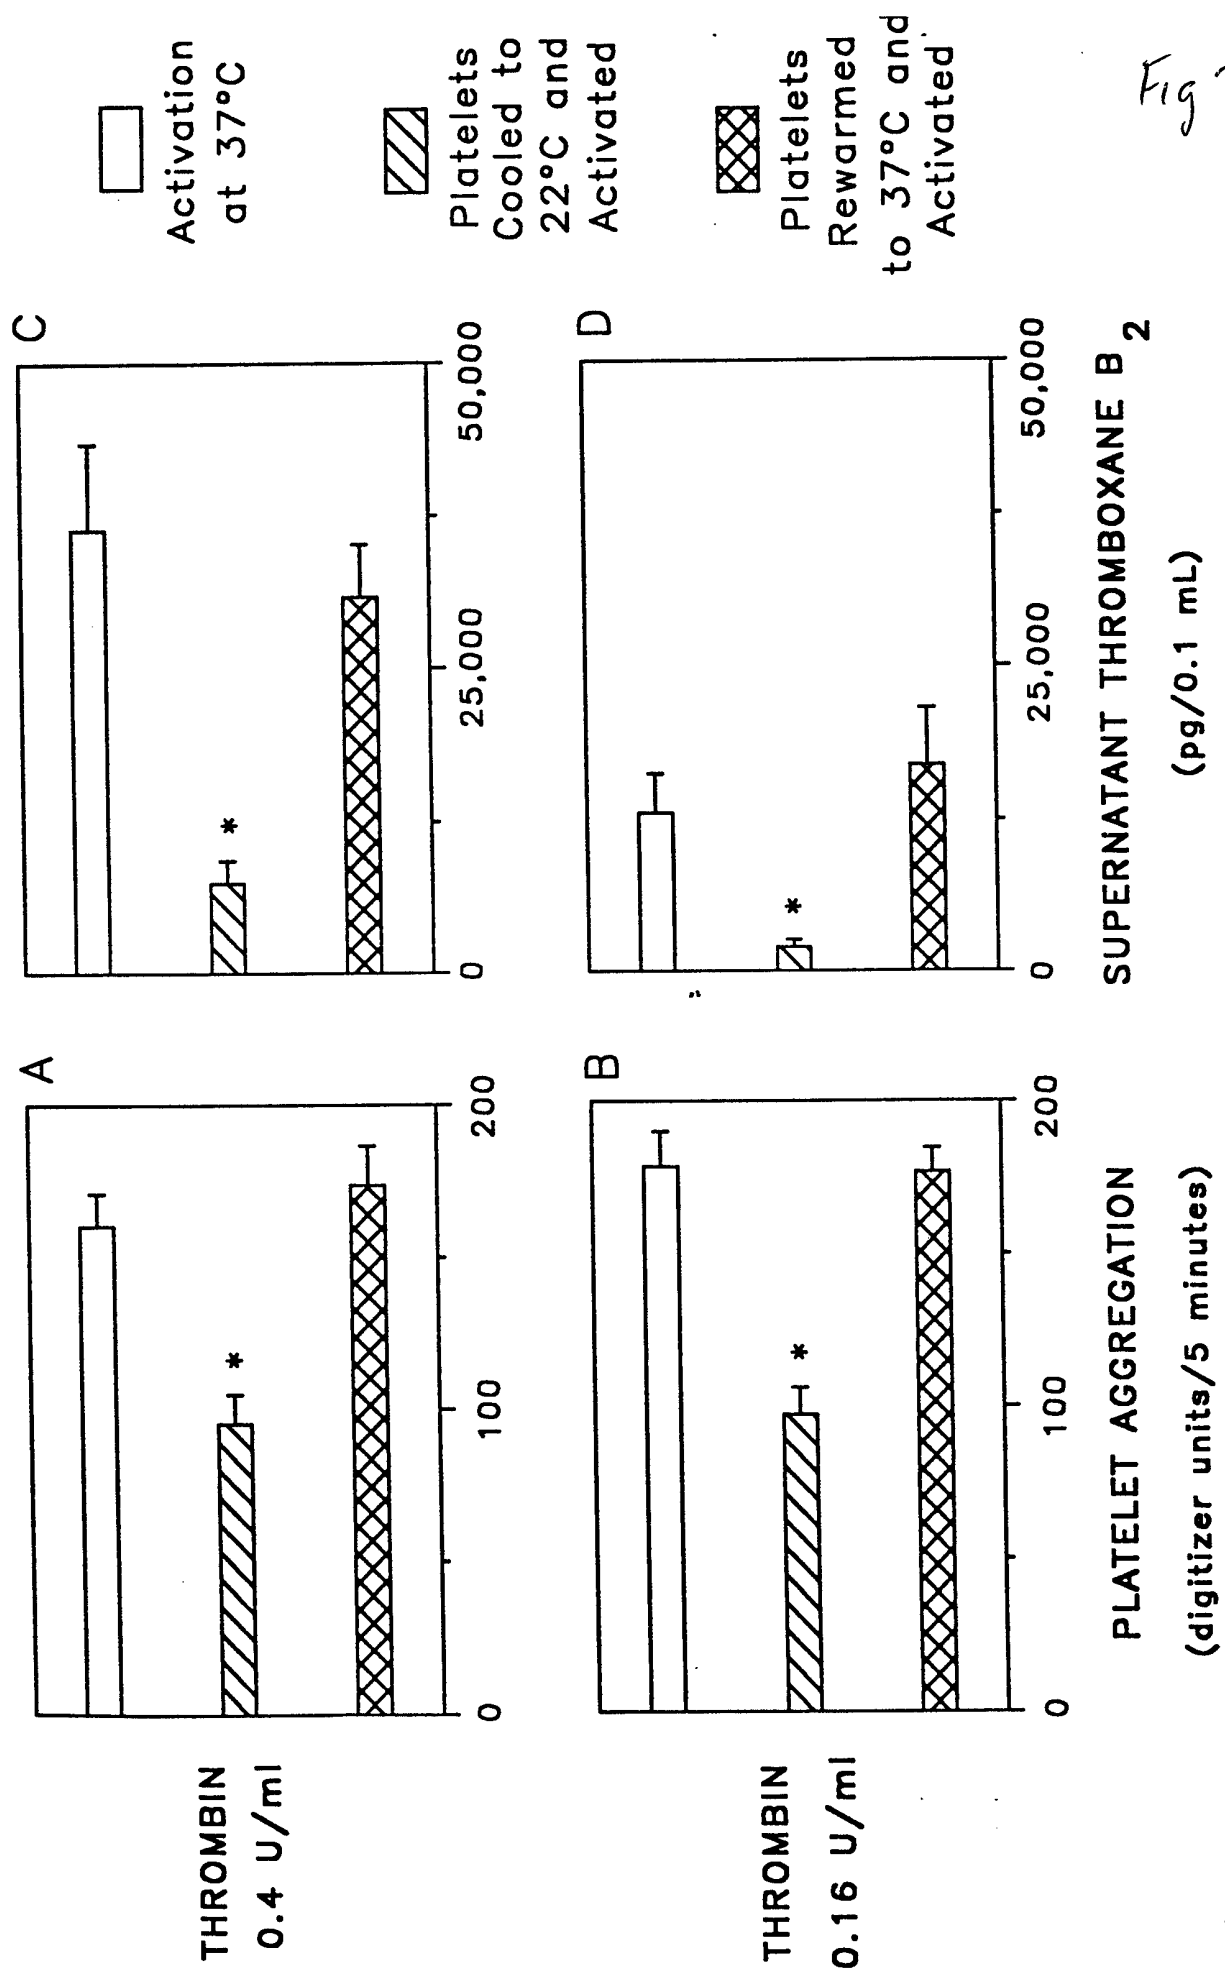 THROMBIN
0.4 U/ml
A
0
100
200
C
0
25,000
50,000
Activation
at 37°C
Platelets
Cooled to
22°C and
Activated
Platelets
Rewarmed
to 37°C and
Activated
THROMBIN
0.16 U/ml
B
0
100
200
D
0
25,000
50,000
*
*
*
*
PLATELET AGGREGATION
(digitizer units/5 minutes)
SUPERNATANT THROMBOXANE B2
(pg/0.1 mL)
Fig